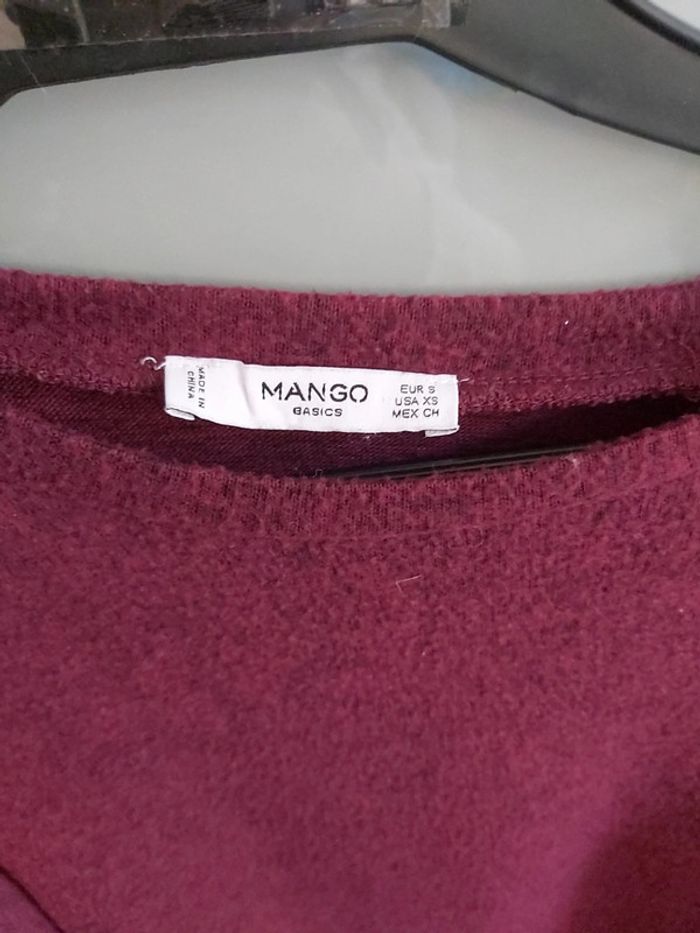 MADE IN
CHINA
MANGO
BASICS
EUR S
USA XS
MEX CH